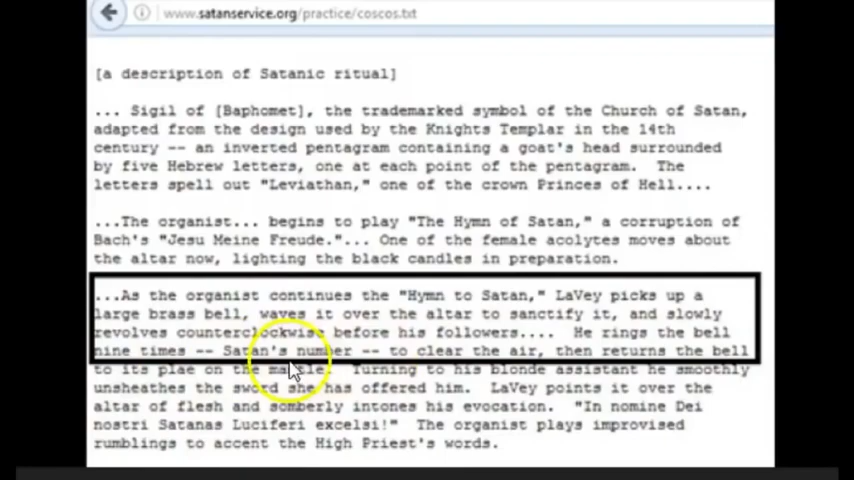 www.satanservice.org/practice/coscos.txt
[a description of Satanic ritual]
... Sigil of [Baphomet], the trademarked symbol of the Church of Satan,
adapted from the design used by the Knights Templar in the 14th
century -- an inverted pentagram containing a goat's head surrounded
by five Hebrew letters, one at each point of the pentagram. The
letters spell out "Leviathan," one of the crown Princes of Hell....
...The organist... begins to play "The Hymn of Satan," a corruption of
Bach's "Jesu Meine Freude."... One of the female acolytes moves about
the altar now, lighting the black candles in preparation.
...As the organist continues the "Hymn to Satan," LaVey picks up a
large brass bell, waves it over the altar to sanctify it, and slowly
revolves counterclockwise before his followers.... He rings the bell
nine times -- Satan's number -- to clear the air, then returns the bell
to its plae on the mantle. Turning to his blonde assistant he smoothly
unsheathes the sword she has offered him. LaVey points it over the
altar of flesh and somberly intones his evocation. "In nomine Dei
nostri Satanas Luciferi excelsi!" The organist plays improvised
rumblings to accent the High Priest's words.